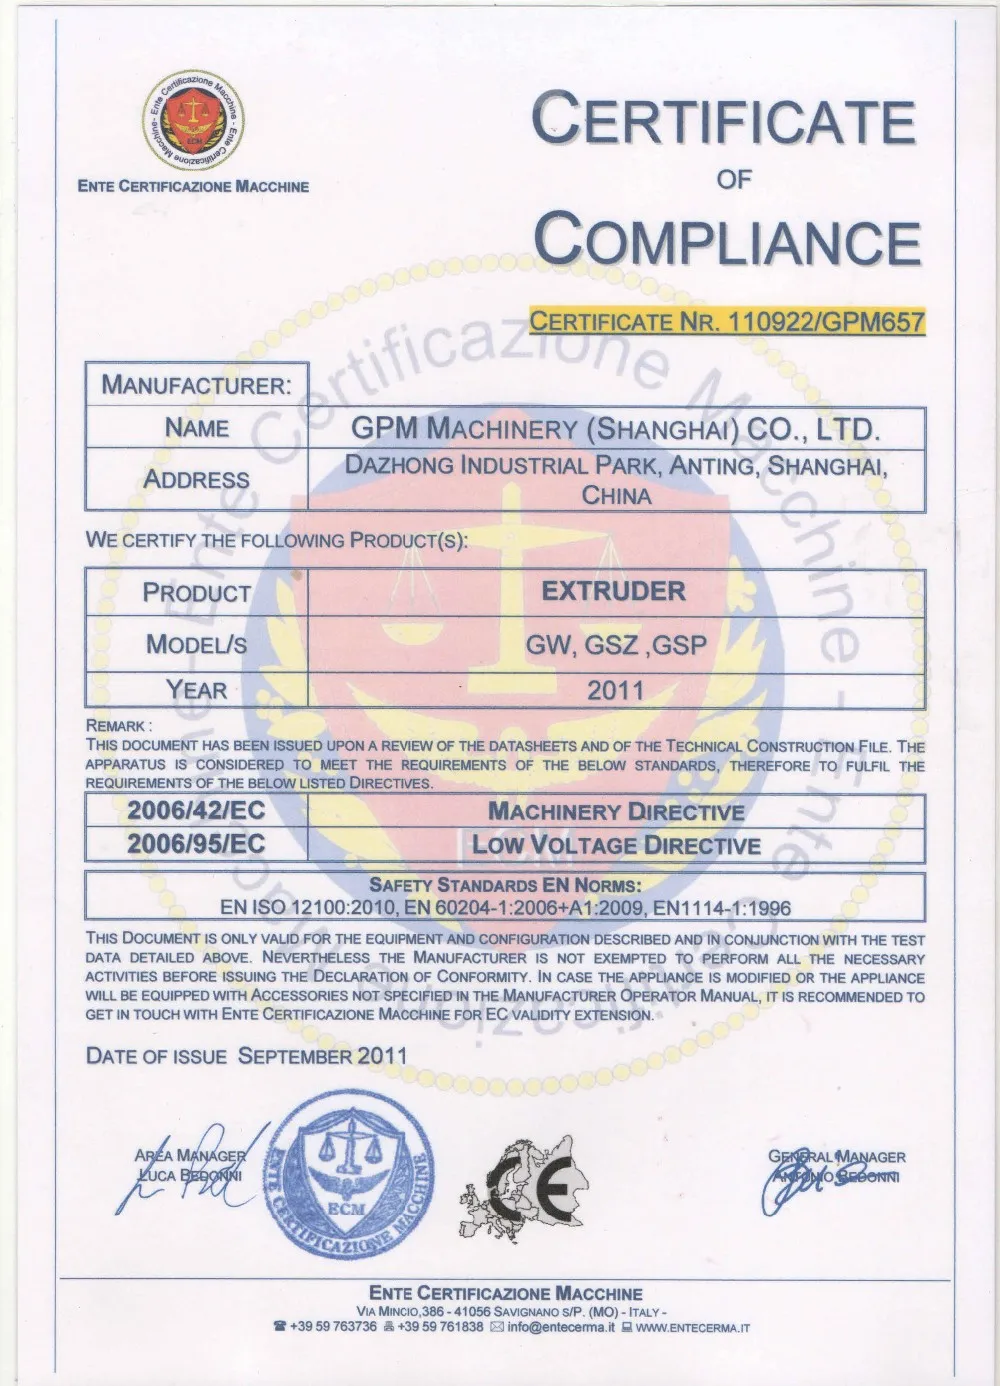 Ente Certificazione Macchine - Ente Certificazione Macchine-
ECM
ENTE CERTIFICAZIONE MACCHINE
CERTIFICATE
OF
COMPLIANCE
CERTIFICATE NR. 110922/GPM657
MANUFACTURER:
NAME
GPM MACHINERY (SHANGHAI) CO., LTD.
ADDRESS
DAZHONG INDUSTRIAL PARK, ANTING, SHANGHAI,
CHINA
WE CERTIFY THE FOLLOWING PRODUCT(S):
PRODUCT
EXTRUDER
MODEL/S
GW, GSZ ,GSP
YEAR
2011
REMARK :
THIS DOCUMENT HAS BEEN ISSUED UPON A REVIEW OF THE DATASHEETS AND OF THE TECHNICAL CONSTRUCTION FILE. THE
APPARATUS IS CONSIDERED TO MEET THE REQUIREMENTS OF THE BELOW STANDARDS, THEREFORE TO FULFIL THE
REQUIREMENTS OF THE BELOW LISTED DIRECTIVES.
2006/42/EC
MACHINERY DIRECTIVE
2006/95/EC
LOW VOLTAGE DIRECTIVE
SAFETY STANDARDS EN NORMS:
EN ISO 12100:2010, EN 60204-1:2006+A1:2009, EN1114-1:1996
THIS DOCUMENT IS ONLY VALID FOR THE EQUIPMENT AND CONFIGURATION DESCRIBED AND IN CONJUNCTION WITH THE TEST
DATA DETAILED ABOVE. NEVERTHELESS THE MANUFACTURER IS NOT EXEMPTED TO PERFORM ALL THE NECESSARY
ACTIVITIES BEFORE ISSUING THE DECLARATION OF CONFORMITY. IN CASE THE APPLIANCE IS MODIFIED OR THE APPLIANCE
WILL BE EQUIPPED WITH ACCESSORIES NOT SPECIFIED IN THE MANUFACTURER OPERATOR MANUAL, IT IS RECOMMENDED TO
GET IN TOUCH WITH ENTE CERTIFICAZIONE MACCHINE FOR EC VALIDITY EXTENSION.
DATE OF ISSUE SEPTEMBER 2011
AREA MANAGER
LUCA BEDONNI
ENTE CERTIFICAZIONE MACCHINE
ECM
CE
GENERAL MANAGER
ANTONIO BEDONNI
ENTE CERTIFICAZIONE MACCHINE
VIA MINCIO,386 - 41056 SAVIGNANO S/P. (MO) - ITALY -
☎ +39 59 763736 +39 59 761838 ✉ info@entecerma.it WWW.ENTECERMA.IT